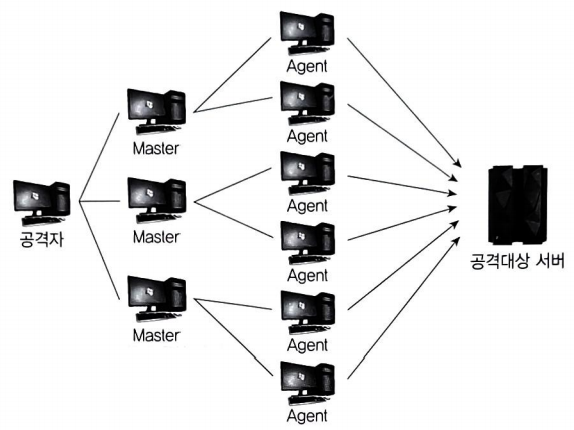 Agent
Agent
Master
Agent
공격자
Master
Agent
공격대상 서버
Master
Agent
Agent